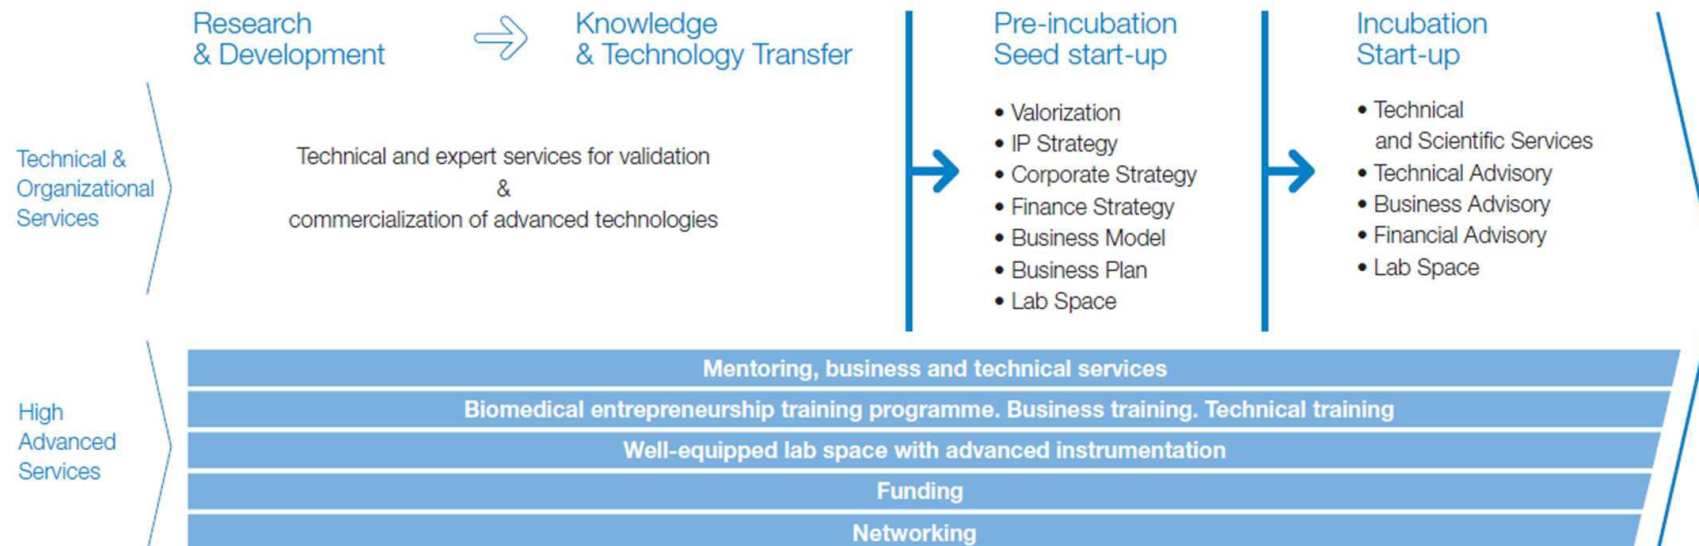 Research
& Development
Knowledge
& Technology Transfer
Pre-incubation
Seed start-up
Incubation
Start-up
Technical &
Organizational
Services
Technical and expert services for validation
&
commercialization of advanced technologies
• Valorization
• IP Strategy
• Corporate Strategy
• Finance Strategy
• Business Model
• Business Plan
• Lab Space
• Technical
and Scientific Services
• Technical Advisory
• Business Advisory
• Financial Advisory
• Lab Space
High
Advanced
Services
Mentoring, business and technical services
Biomedical entrepreneurship training programme. Business training. Technical training
Well-equipped lab space with advanced instrumentation
Funding
Networking